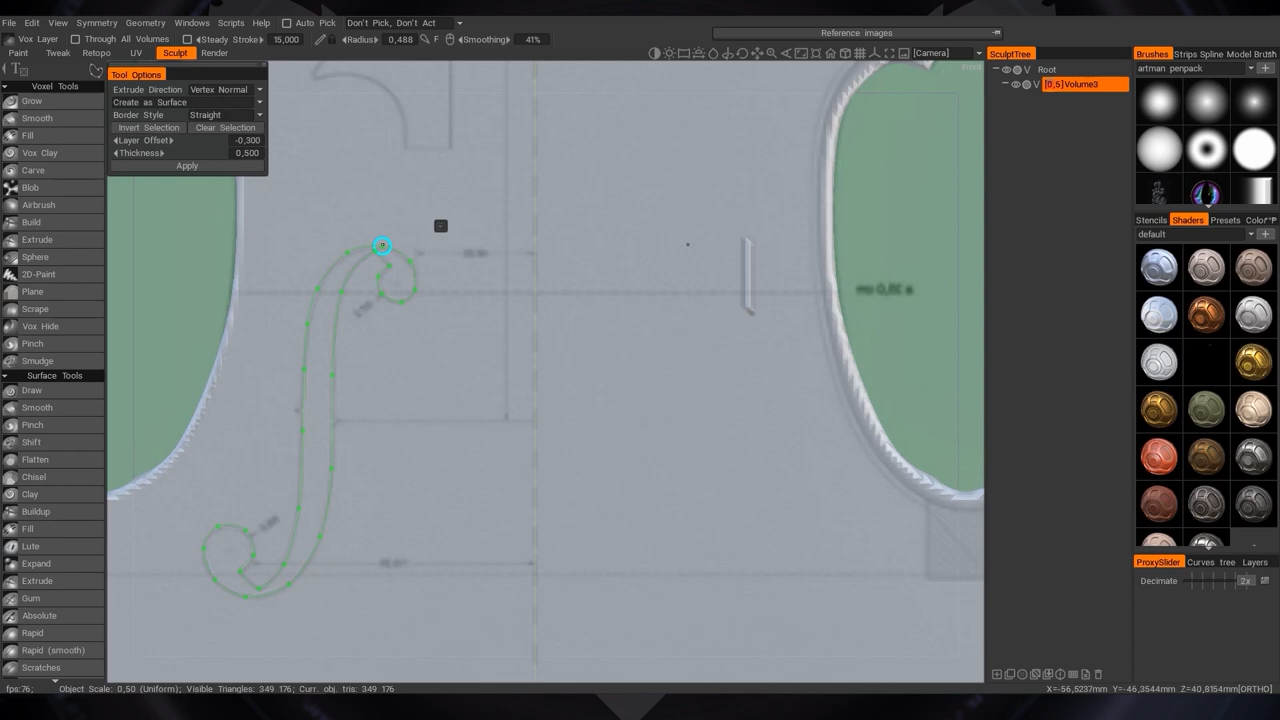 File Edit View Symmetry Geometry Windows Scripts Help Auto Pick Don't Pick, Don't Act
Vox Layer Through All Volumes Steady Stroke 15,000 Radius 0,488 F Smoothing 41% Reference images
Paint Tweak Retopo UV Sculpt Render [Camera] SculptTree Brushes Strips Spline Model
Front
artman penpack
Tool Options
Extrude Direction Vertex Normal
Create as Surface
Border Style Straight
Invert Selection Clear Selection
Layer Offset -0,300
Thickness 0,500
Apply
Voxel Tools
Grow
Smooth
Fill
Vox Clay
Carve
Blob
Airbrush
Build
Extrude
Sphere
2D-Paint
Plane
Scrape
Vox Hide
Pinch
Smudge
Surface Tools
Draw
Smooth
Pinch
Shift
Flatten
Chisel
Clay
Buildup
Fill
Lute
Expand
Extrude
Gum
Absolute
Rapid
Rapid (smooth)
Scratches
V Root
V [0,5]Volume3
Stencils Shaders Presets Color
default
ProxySlider Curves tree Layers
Decimate 2x
fps:76; Object Scale: 0,50 (Uniform); Visible Triangles: 349 176; Curr. obj. tris: 349 176
X=-56,5237mm Y=-46,3544mm Z=40,8154mm[ORTHO]